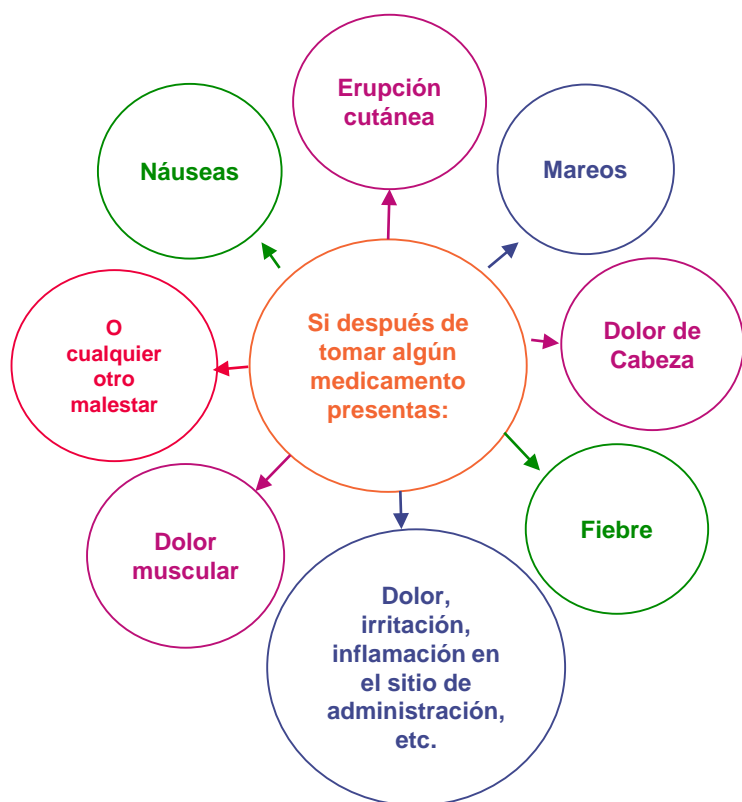 Si después de
tomar algún
medicamento
presentas:
Erupción
cutánea
Mareos
Dolor de
Cabeza
Fiebre
Dolor,
irritación,
inflamación en
el sitio de
administración,
etc.
Dolor
muscular
O
cualquier
otro
malestar
Náuseas